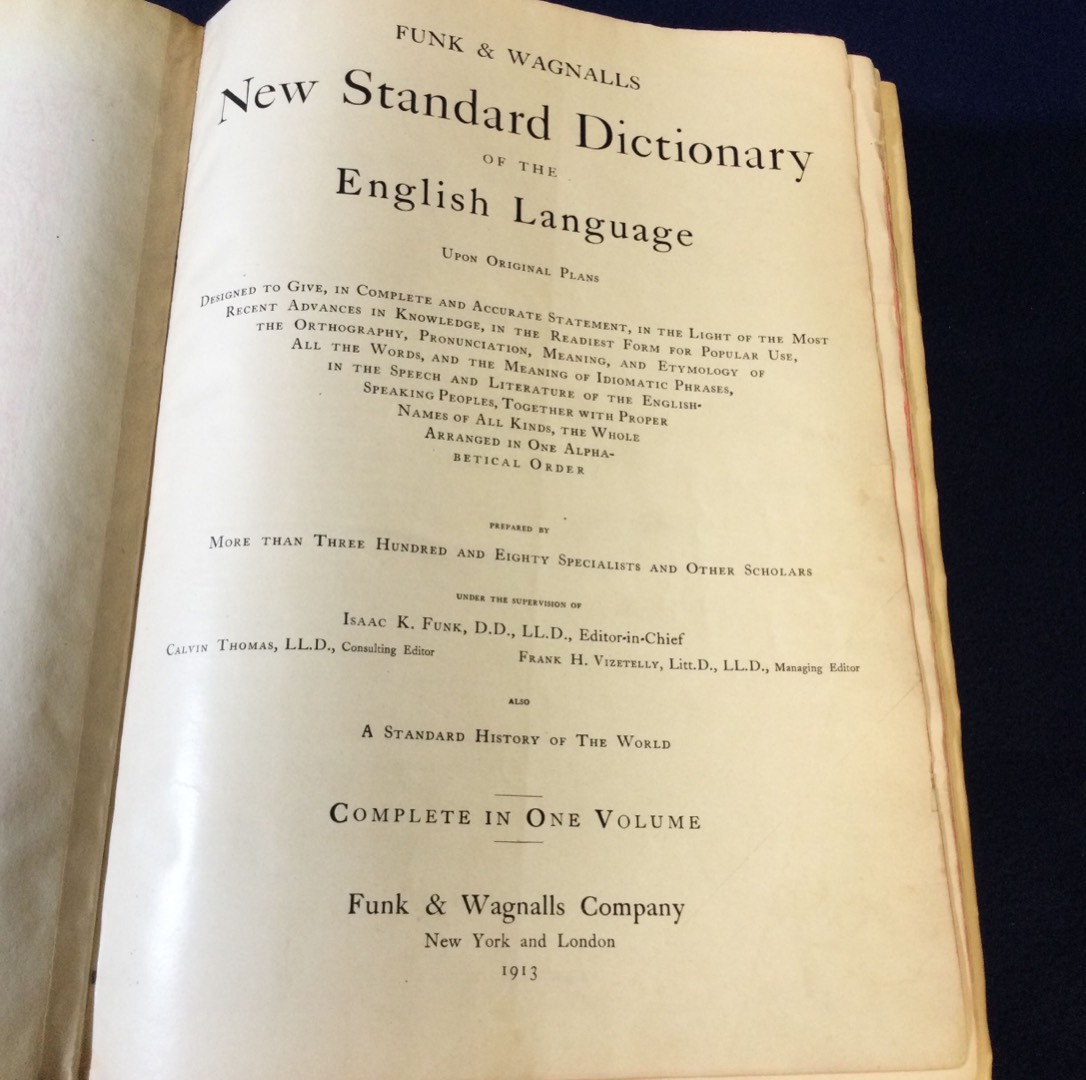 FUNK & WAGNALLS
New Standard Dictionary
OF THE
English Language
UPON ORIGINAL PLANS
DESIGNED TO GIVE, IN COMPLETE AND ACCURATE STATEMENT, IN THE LIGHT OF THE MOST
RECENT ADVANCES IN KNOWLEDGE, IN THE READIEST FORM FOR POPULAR USE,
THE ORTHOGRAPHY, PRONUNCIATION, MEANING, AND ETYMOLOGY OF
ALL THE WORDS, AND THE MEANING OF IDIOMATIC PHRASES,
IN THE SPEECH AND LITERATURE OF THE ENGLISH-
SPEAKING PEOPLES, TOGETHER WITH PROPER
NAMES OF ALL KINDS, THE WHOLE
ARRANGED IN ONE ALPHA-
BETICAL ORDER
PREPARED BY
MORE THAN THREE HUNDRED AND EIGHTY SPECIALISTS AND OTHER SCHOLARS
UNDER THE SUPERVISION OF
ISAAC K. FUNK, D.D., LL.D., Editor-in-Chief
CALVIN THOMAS, LL.D., Consulting Editor FRANK H. VIZETELLY, Litt.D., LL.D., Managing Editor
ALSO
A STANDARD HISTORY OF THE WORLD
COMPLETE IN ONE VOLUME
Funk & Wagnalls Company
New York and London
1913